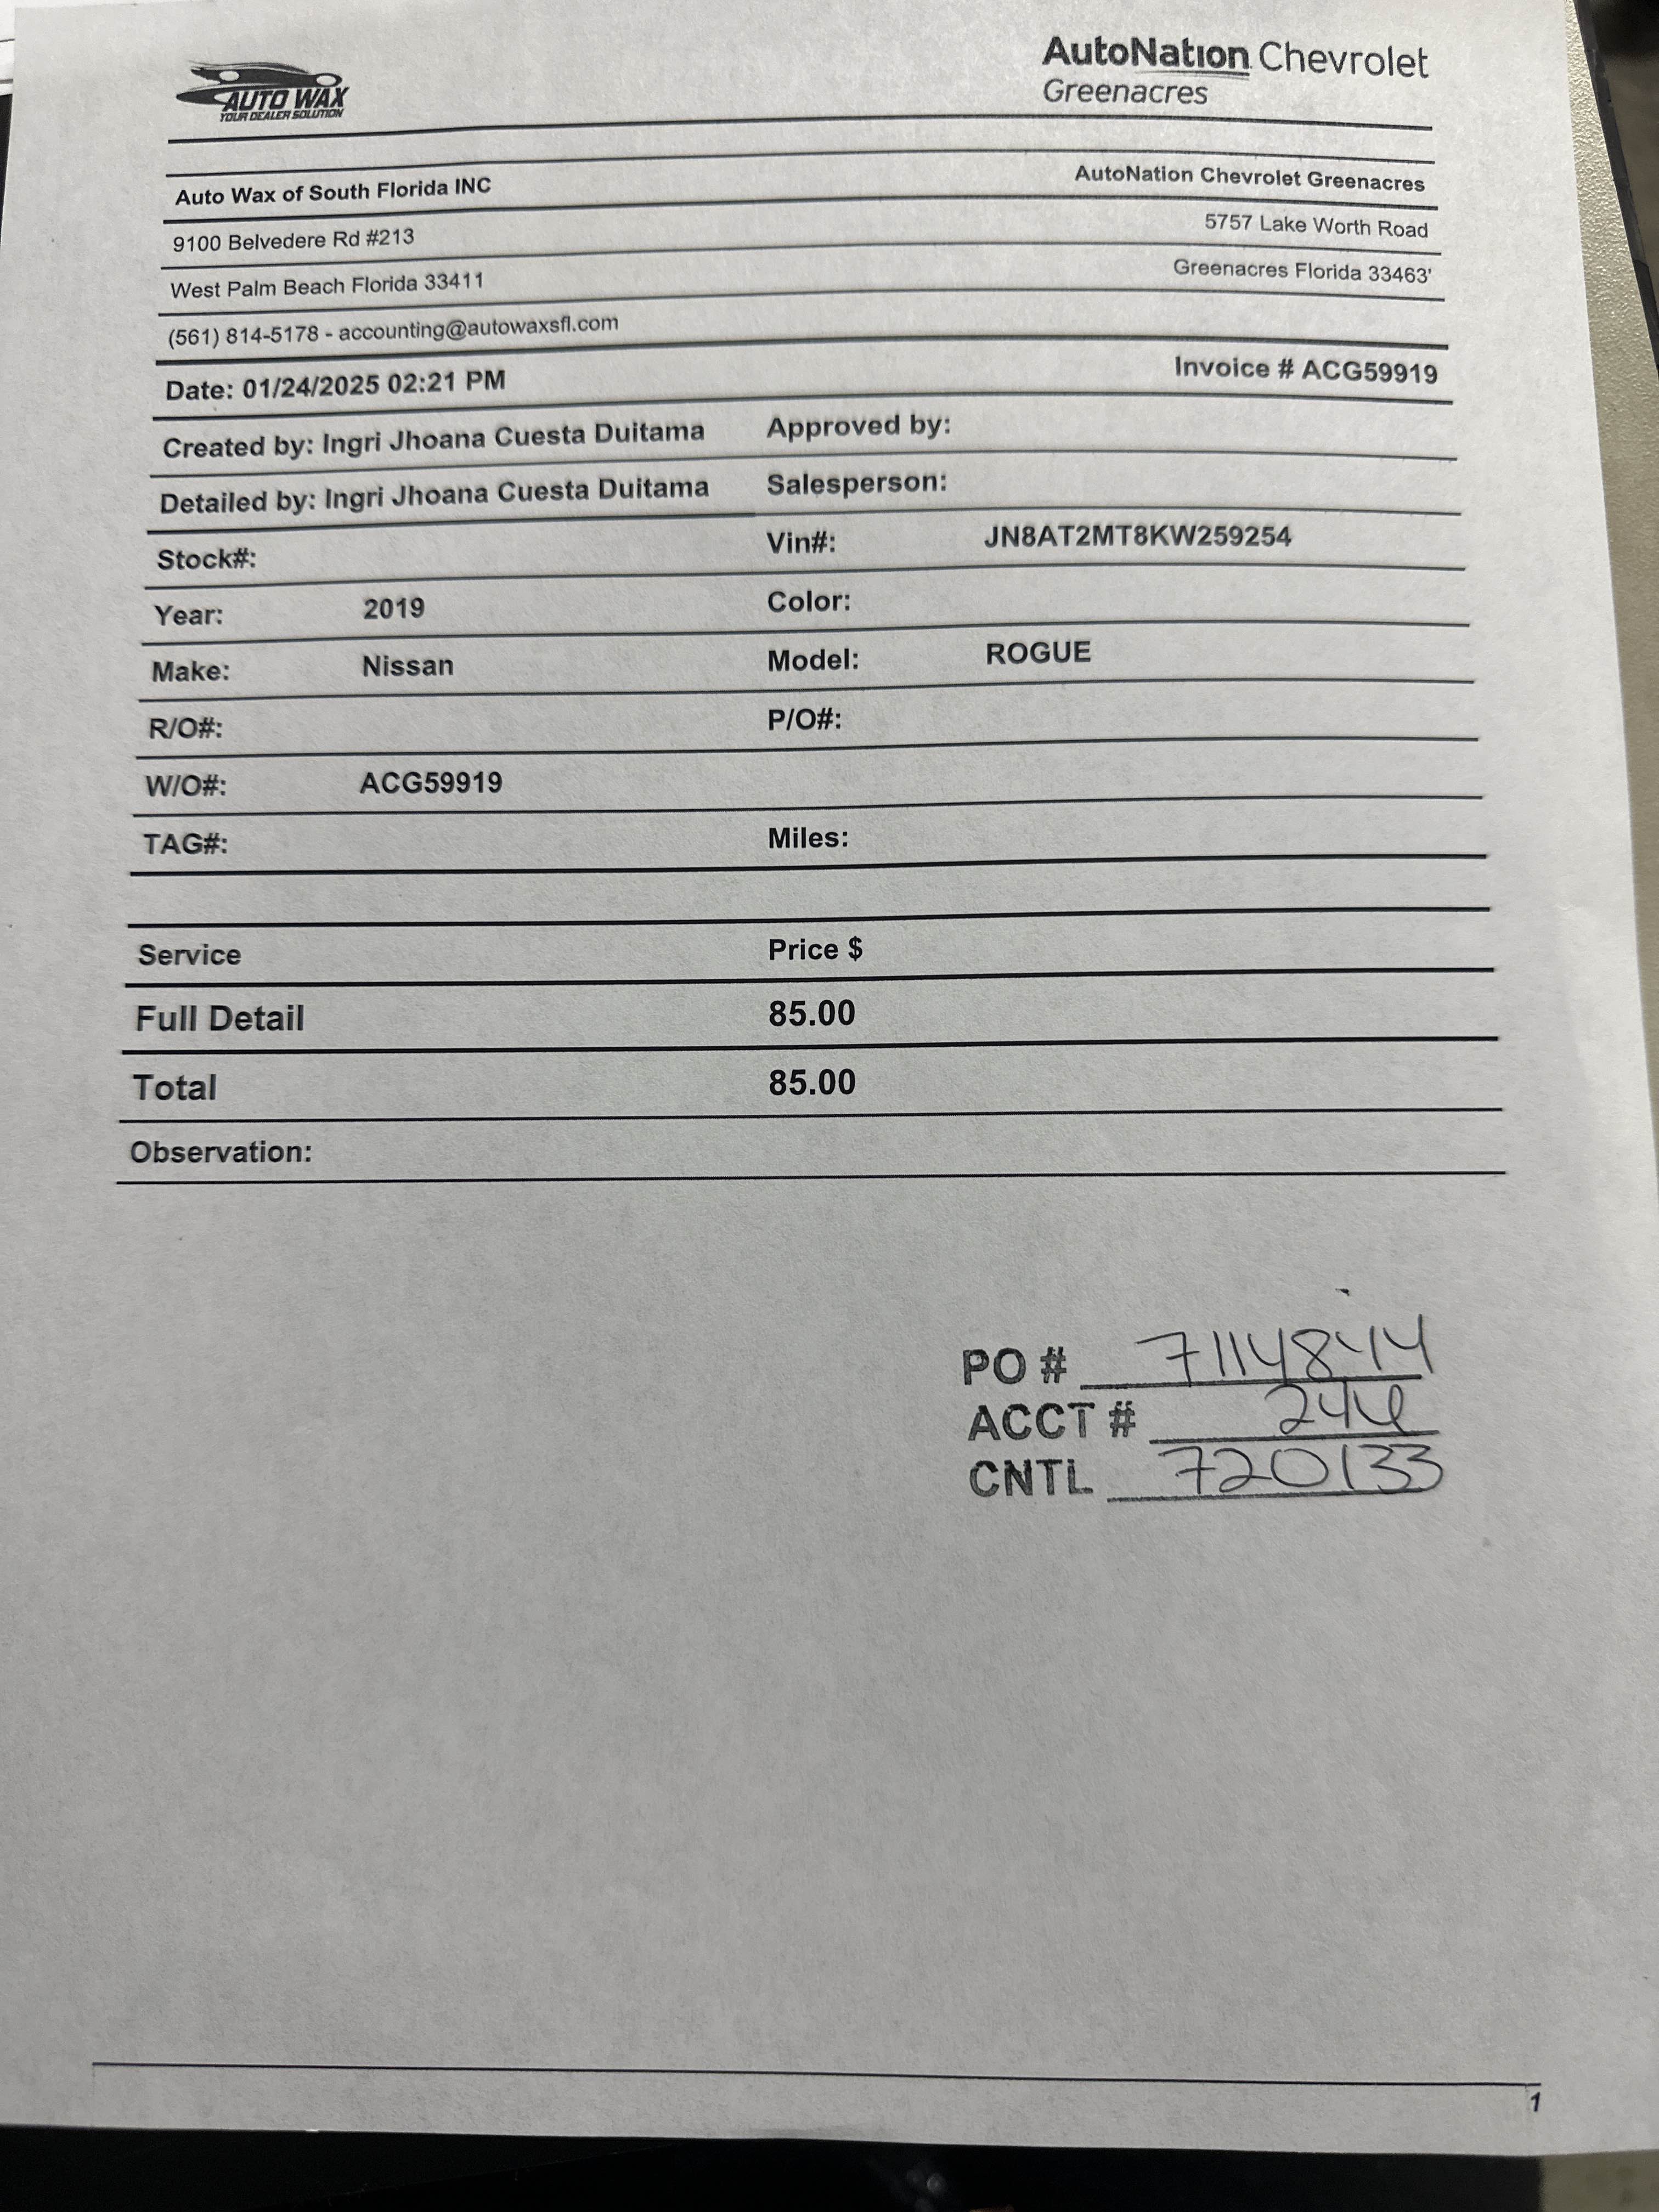 AUTO WAX
YOUR DEALER SOLUTION
AutoNation Chevrolet
Greenacres
Auto Wax of South Florida INC
AutoNation Chevrolet Greenacres
9100 Belvedere Rd #213
5757 Lake Worth Road
West Palm Beach Florida 33411
Greenacres Florida 33463'
(561) 814-5178 - accounting@autowaxsfl.com
Date: 01/24/2025 02:21 PM
Invoice # ACG59919
Created by: Ingri Jhoana Cuesta Duitama
Approved by:
Detailed by: Ingri Jhoana Cuesta Duitama
Salesperson:
Stock#:
Vin#: JN8AT2MT8KW259254
Year: 2019
Color:
Make: Nissan
Model: ROGUE
R/O#:
P/O#:
W/O#: ACG59919
TAG#:
Miles:
Service Price $
Full Detail 85.00
Total 85.00
Observation:
PO # 7114844
ACCT #
CNTL 720133
1